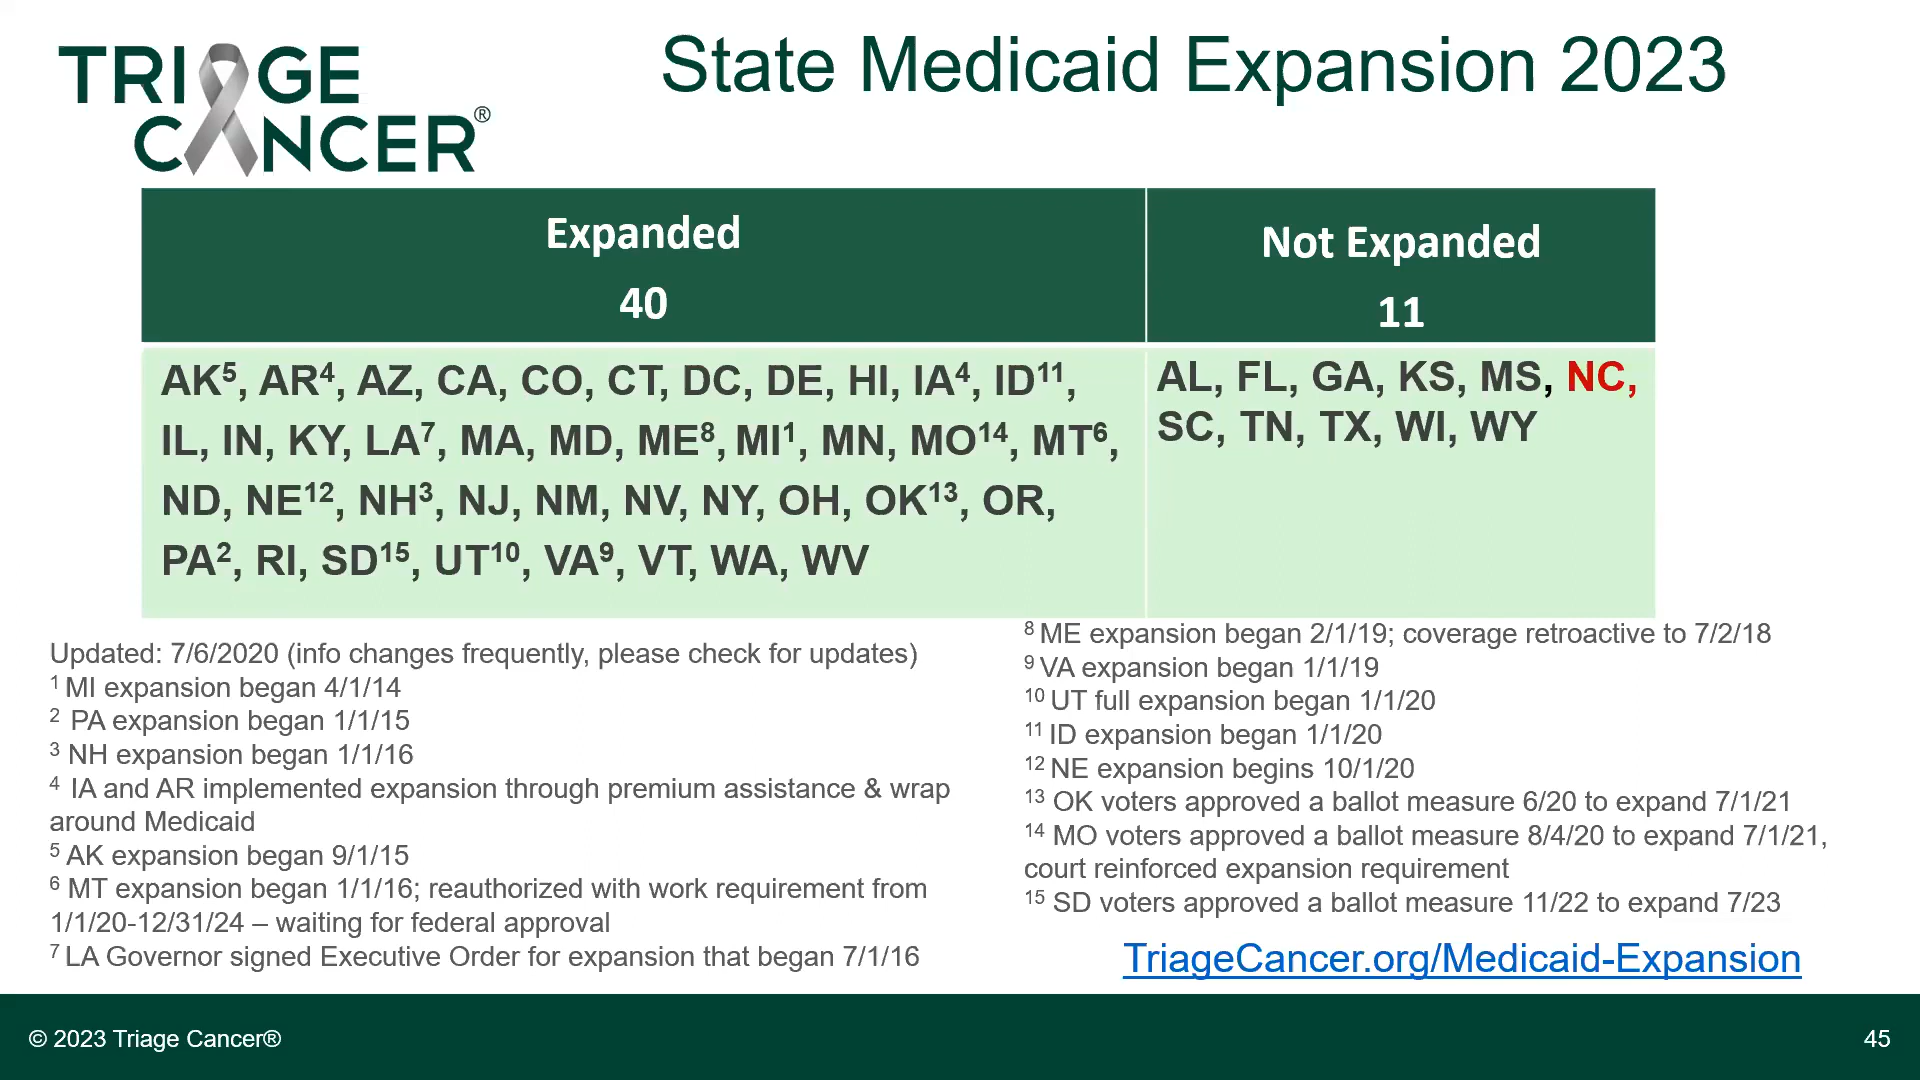 TRIAGE
CANCER®
State Medicaid Expansion 2023
Expanded
40
Not Expanded
11
AK⁵, AR⁴, AZ, CA, CO, CT, DC, DE, HI, IA⁴, ID¹¹,
IL, IN, KY, LA⁷, MA, MD, ME⁸, MI¹, MN, MO¹⁴, MT⁶,
ND, NE¹², NH³, NJ, NM, NV, NY, OH, OK¹³, OR,
PA², RI, SD¹⁵, UT¹⁰, VA⁹, VT, WA, WV
AL, FL, GA, KS, MS, NC,
SC, TN, TX, WI, WY
Updated: 7/6/2020 (info changes frequently, please check for updates)
¹ MI expansion began 4/1/14
² PA expansion began 1/1/15
³ NH expansion began 1/1/16
⁴ IA and AR implemented expansion through premium assistance & wrap
around Medicaid
⁵ AK expansion began 9/1/15
⁶ MT expansion began 1/1/16; reauthorized with work requirement from
1/1/20-12/31/24 – waiting for federal approval
⁷ LA Governor signed Executive Order for expansion that began 7/1/16
⁸ ME expansion began 2/1/19; coverage retroactive to 7/2/18
⁹ VA expansion began 1/1/19
¹⁰ UT full expansion began 1/1/20
¹¹ ID expansion began 1/1/20
¹² NE expansion begins 10/1/20
¹³ OK voters approved a ballot measure 6/20 to expand 7/1/21
¹⁴ MO voters approved a ballot measure 8/4/20 to expand 7/1/21,
court reinforced expansion requirement
¹⁵ SD voters approved a ballot measure 11/22 to expand 7/23
TriageCancer.org/Medicaid-Expansion
© 2023 Triage Cancer®
45